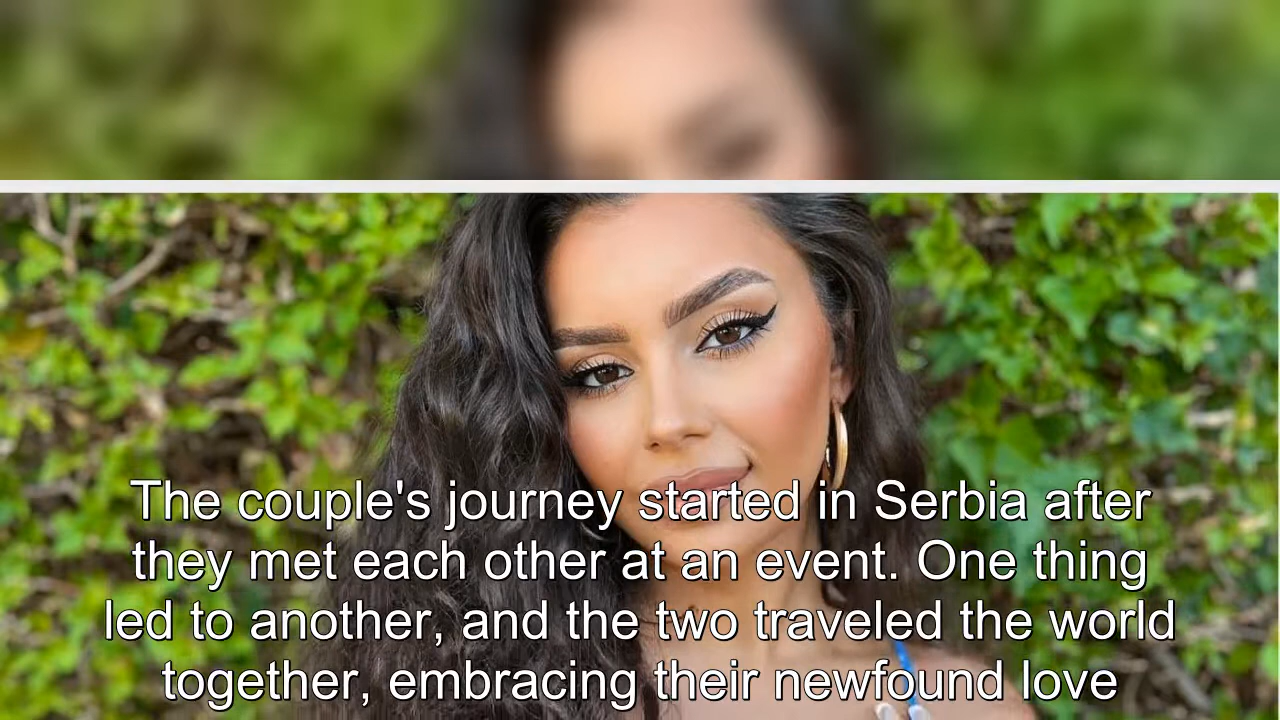 The couple's journey started in Serbia after
they met each other at an event. One thing
led to another, and the two traveled the world
together, embracing their newfound love